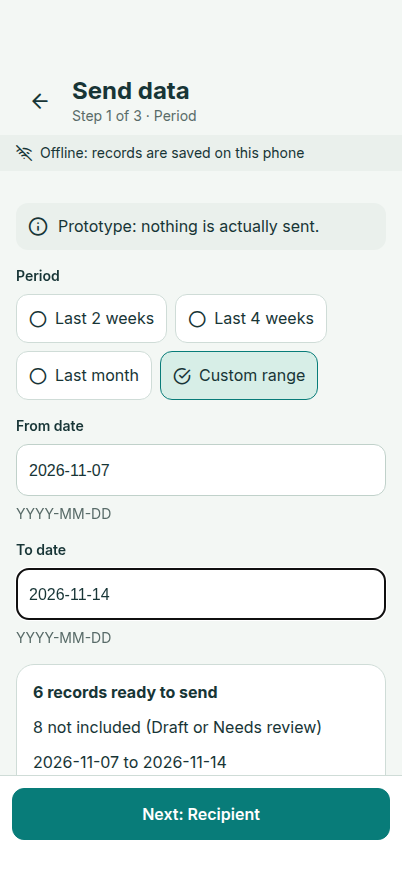 Send data
Step 1 of 3 · Period
Offline: records are saved on this phone
Prototype: nothing is actually sent.
Period
Last 2 weeks
Last 4 weeks
Last month
Custom range
From date
2026-11-07
YYYY-MM-DD
To date
2026-11-14
YYYY-MM-DD
6 records ready to send
8 not included (Draft or Needs review)
2026-11-07 to 2026-11-14
Next: Recipient